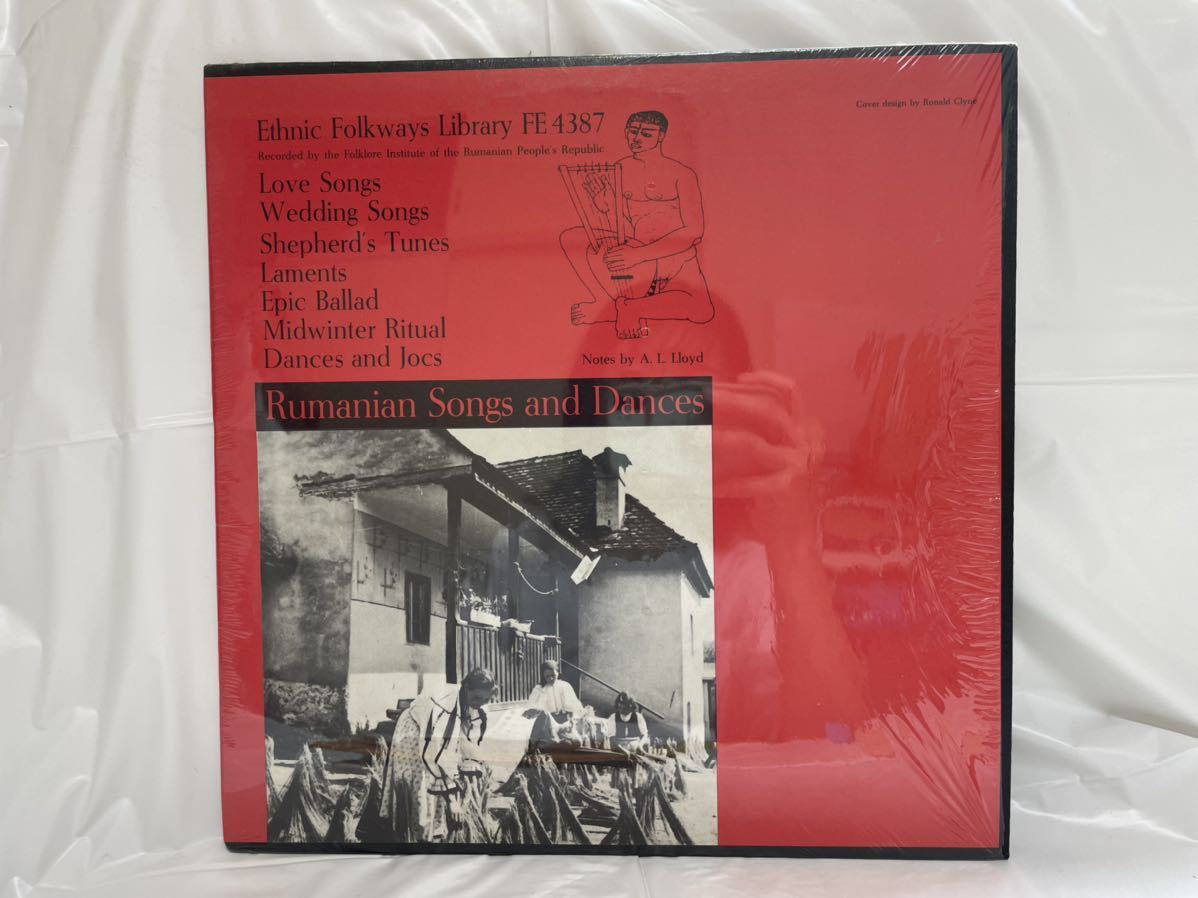 Cover design by Ronald Clyne
Ethnic Folkways Library FE 4387
Recorded by the Folklore Institute of the Rumanian People's Republic
Love Songs
Wedding Songs
Shepherd's Tunes
Laments
Epic Ballad
Midwinter Ritual
Dances and Jocs
Notes by A. L. Lloyd
Rumanian Songs and Dances